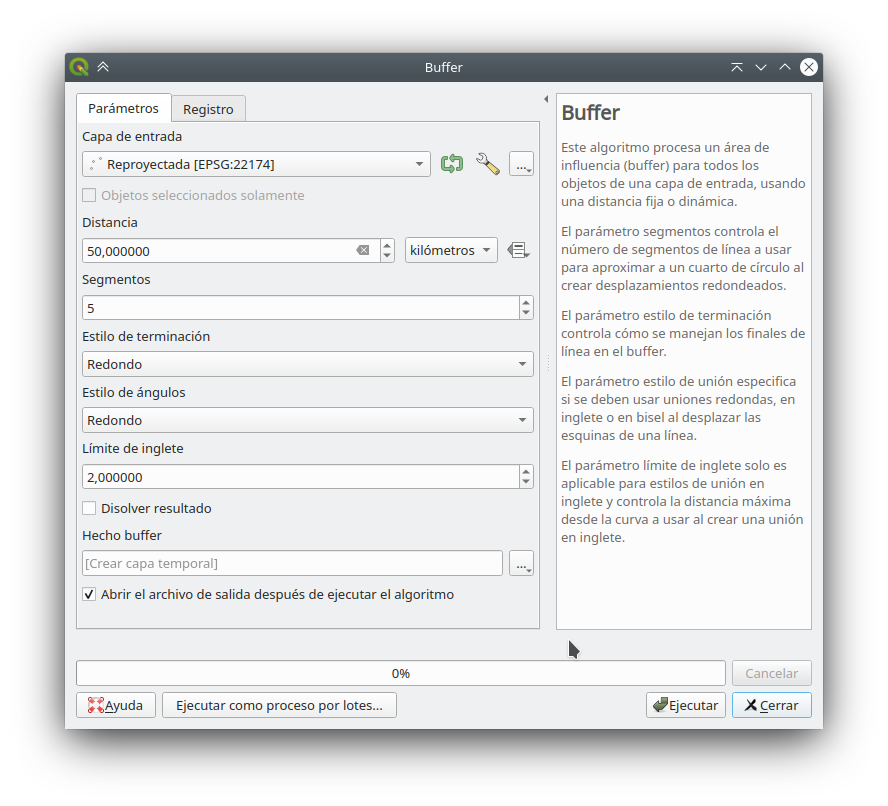 Buffer
Parámetros
Registro
Capa de entrada
Reproyectada [EPSG:22174]
...
Objetos seleccionados solamente
Distancia
50,000000
kilómetros
Segmentos
5
Estilo de terminación
Redondo
Estilo de ángulos
Redondo
Límite de inglete
2,000000
Disolver resultado
Hecho buffer
[Crear capa temporal]
...
Abrir el archivo de salida después de ejecutar el algoritmo
Buffer
Este algoritmo procesa un área de
influencia (buffer) para todos los
objetos de una capa de entrada, usando
una distancia fija o dinámica.
El parámetro segmentos controla el
número de segmentos de línea a usar
para aproximar a un cuarto de círculo al
crear desplazamientos redondeados.
El parámetro estilo de terminación
controla cómo se manejan los finales de
línea en el buffer.
El parámetro estilo de unión especifica
si se deben usar uniones redondas, en
inglete o en bisel al desplazar las
esquinas de una línea.
El parámetro límite de inglete solo es
aplicable para estilos de unión en
inglete y controla la distancia máxima
desde la curva a usar al crear una unión
en inglete.
0%
Cancelar
Ayuda
Ejecutar como proceso por lotes...
Ejecutar
Cerrar